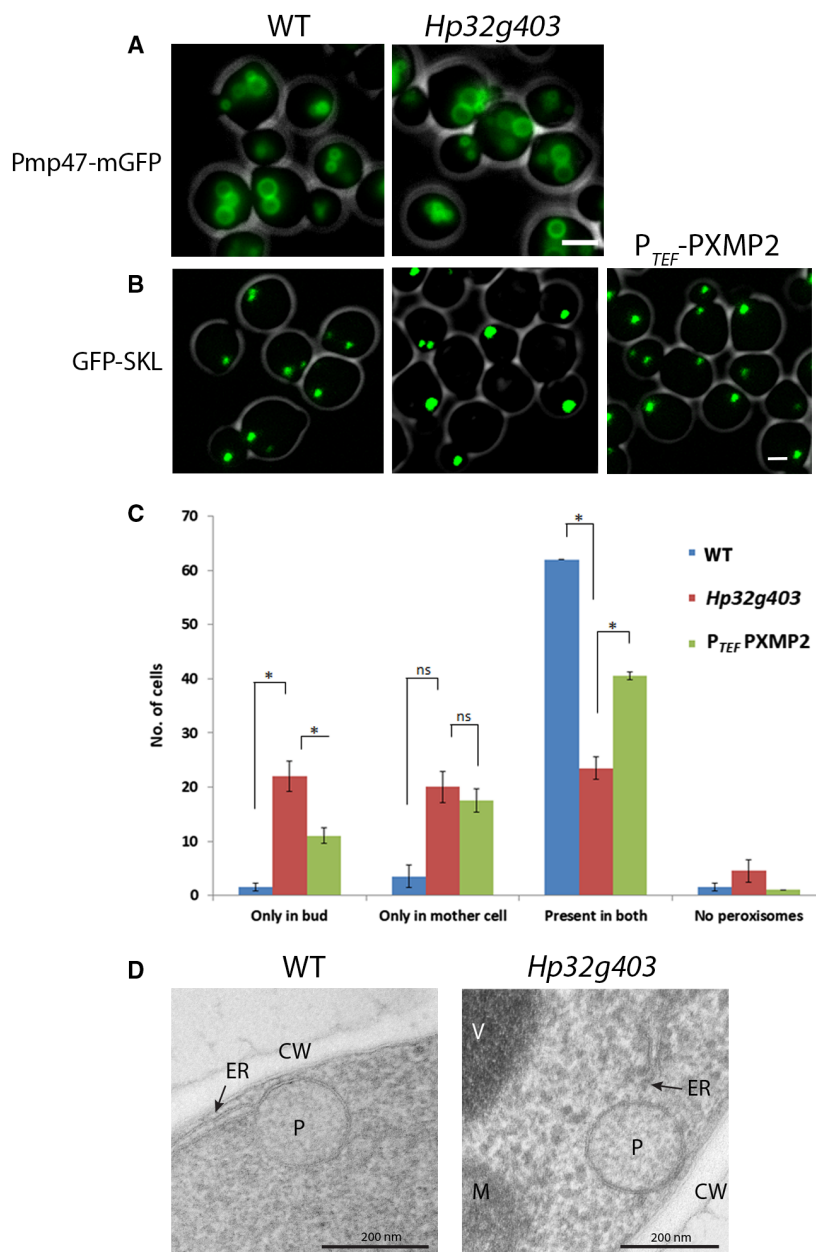 WT
Hp32g403
A
Pmp47-mGFP
P_TEF-PXMP2
B
GFP-SKL
C
No. of cells
70
60
50
40
30
20
10
0
*
*
ns
ns
*
*
WT
Hp32g403
P_TEF PXMP2
Only in bud
Only in mother cell
Present in both
No peroxisomes
D
WT
Hp32g403
CW
ER
P
200 nm
V
ER
P
M
CW
200 nm